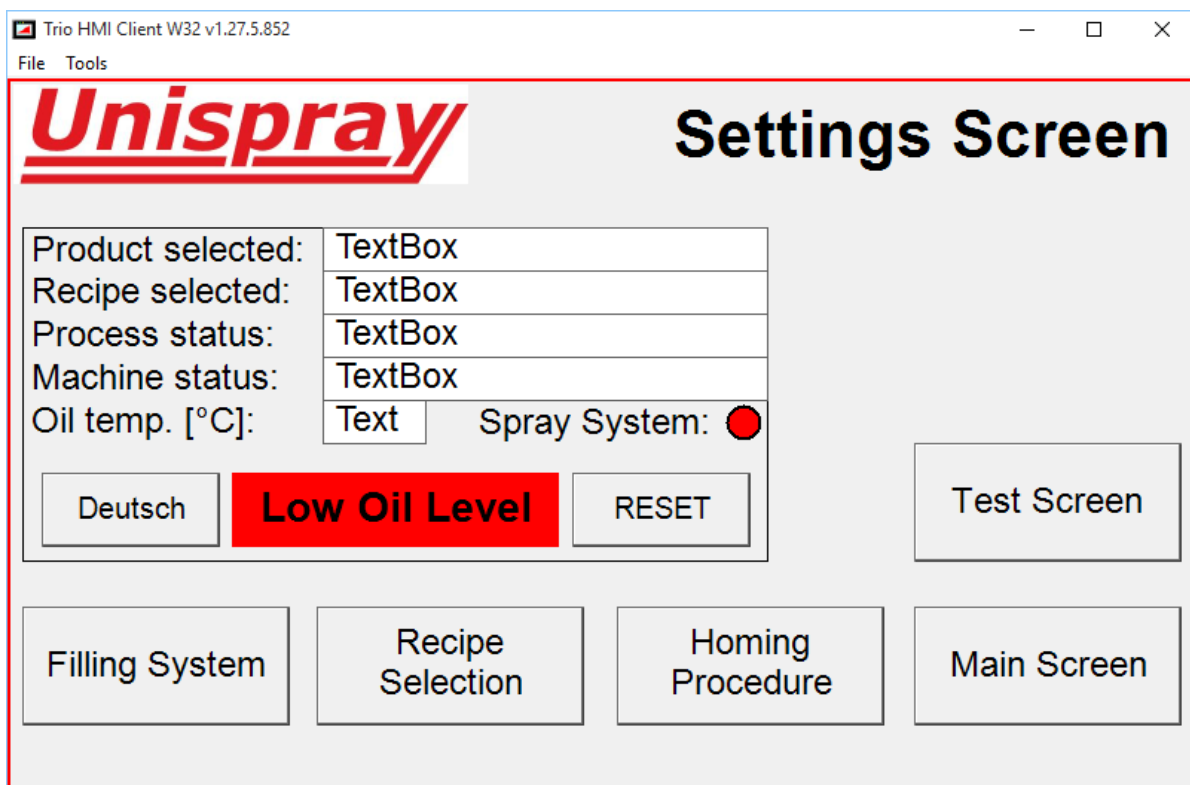 Trio HMI Client W32 v1.27.5.852
File Tools
Unispray
Settings Screen
Product selected: TextBox
Recipe selected: TextBox
Process status: TextBox
Machine status: TextBox
Oil temp. [°C]: Text Spray System:
Deutsch Low Oil Level RESET
Test Screen
Filling System
Recipe
Selection
Homing
Procedure
Main Screen